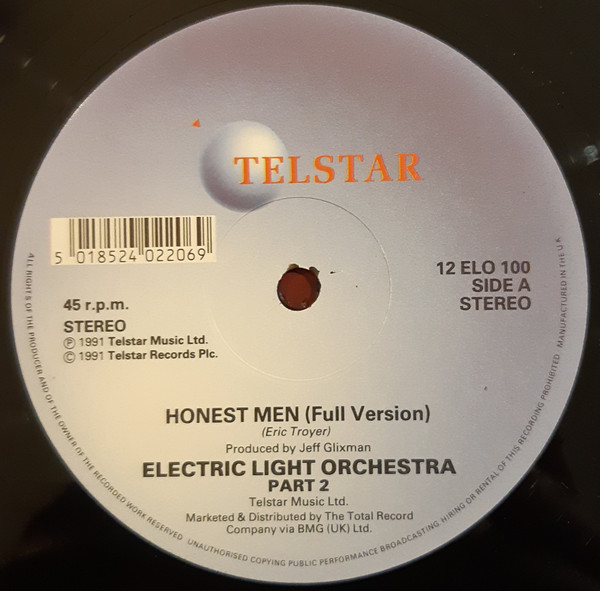 TELSTAR
5 018524 022069
12 ELO 100
SIDE A
STEREO
45 r.p.m.
STEREO
Ⓟ 1991 Telstar Music Ltd.
© 1991 Telstar Records Plc.
HONEST MEN (Full Version)
(Eric Troyer)
Produced by Jeff Glixman
ELECTRIC LIGHT ORCHESTRA
PART 2
Telstar Music Ltd.
Marketed & Distributed by The Total Record
Company via BMG (UK) Ltd.
ALL RIGHTS OF THE PRODUCER AND OF THE OWNER OF THE RECORDED WORK RESERVED UNAUTHORISED COPYING PUBLIC PERFORMANCE BROADCASTING HIRING OR RENTAL OF THIS RECORDING PROHIBITED MANUFACTURED IN THE U.K